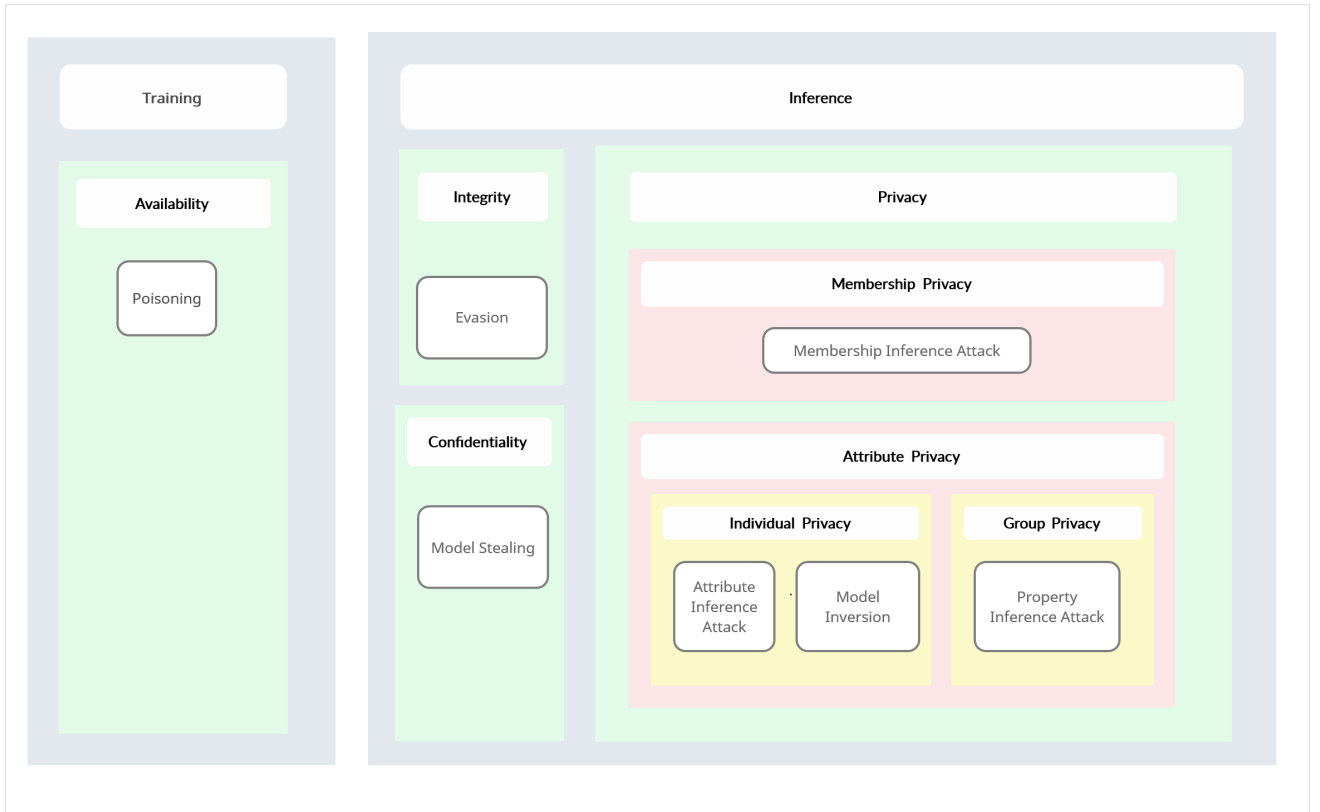 Training
Availability
Poisoning
Inference
Integrity
Evasion
Confidentiality
Model Stealing
Privacy
Membership Privacy
Membership Inference Attack
Attribute Privacy
Individual Privacy
Attribute
Inference
Attack
Model
Inversion
Group Privacy
Property
Inference Attack